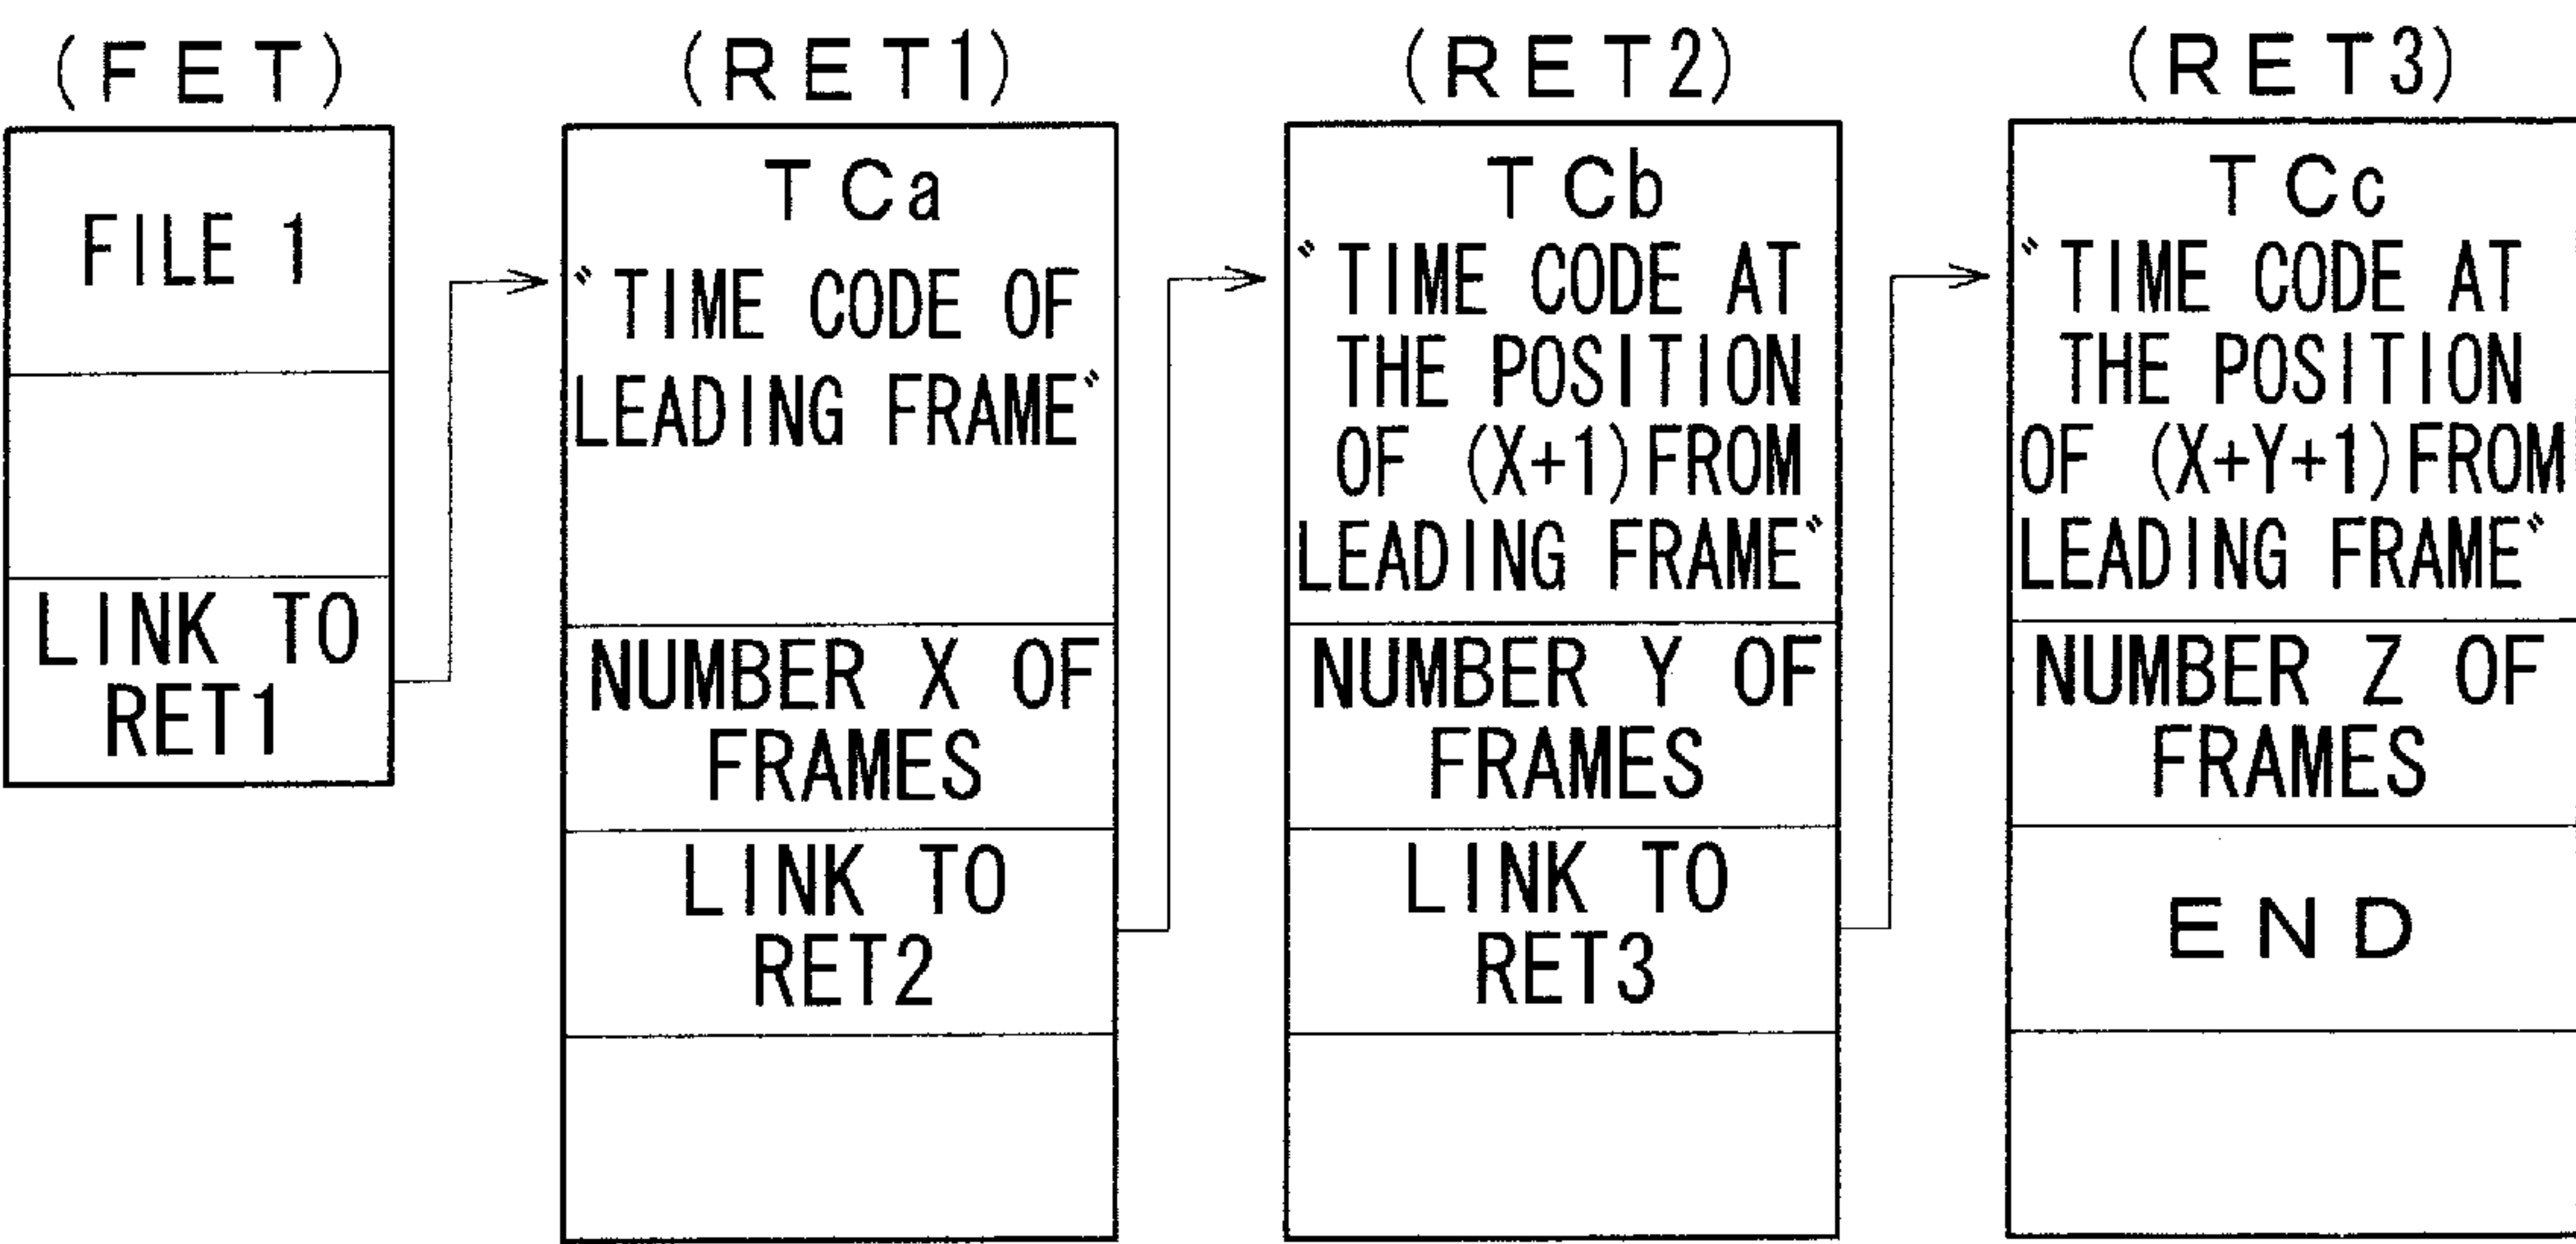 (FET)
FILE 1
LINK TO
RET1
(RET1)
TCa
"TIME CODE OF
LEADING FRAME"
NUMBER X OF
FRAMES
LINK TO
RET2
(RET2)
TCb
"TIME CODE AT
THE POSITION
OF (X+1) FROM
LEADING FRAME"
NUMBER Y OF
FRAMES
LINK TO
RET3
(RET3)
TCc
"TIME CODE AT
THE POSITION
OF (X+Y+1) FROM
LEADING FRAME"
NUMBER Z OF
FRAMES
END